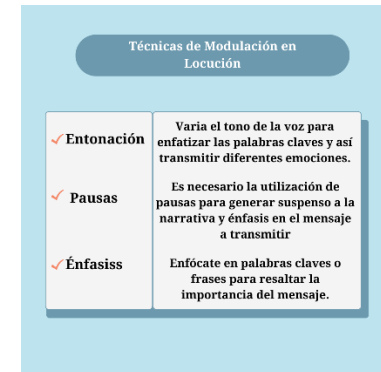 Técnicas de Modulación en
Locución
Entonación
Varia el tono de la voz para
enfatizar las palabras claves y así
transmitir diferentes emociones.
Pausas
Es necesario la utilización de
pausas para generar suspenso a la
narrativa y énfasis en el mensaje
a transmitir
Énfasiss
Enfócate en palabras claves o
frases para resaltar la
importancia del mensaje.